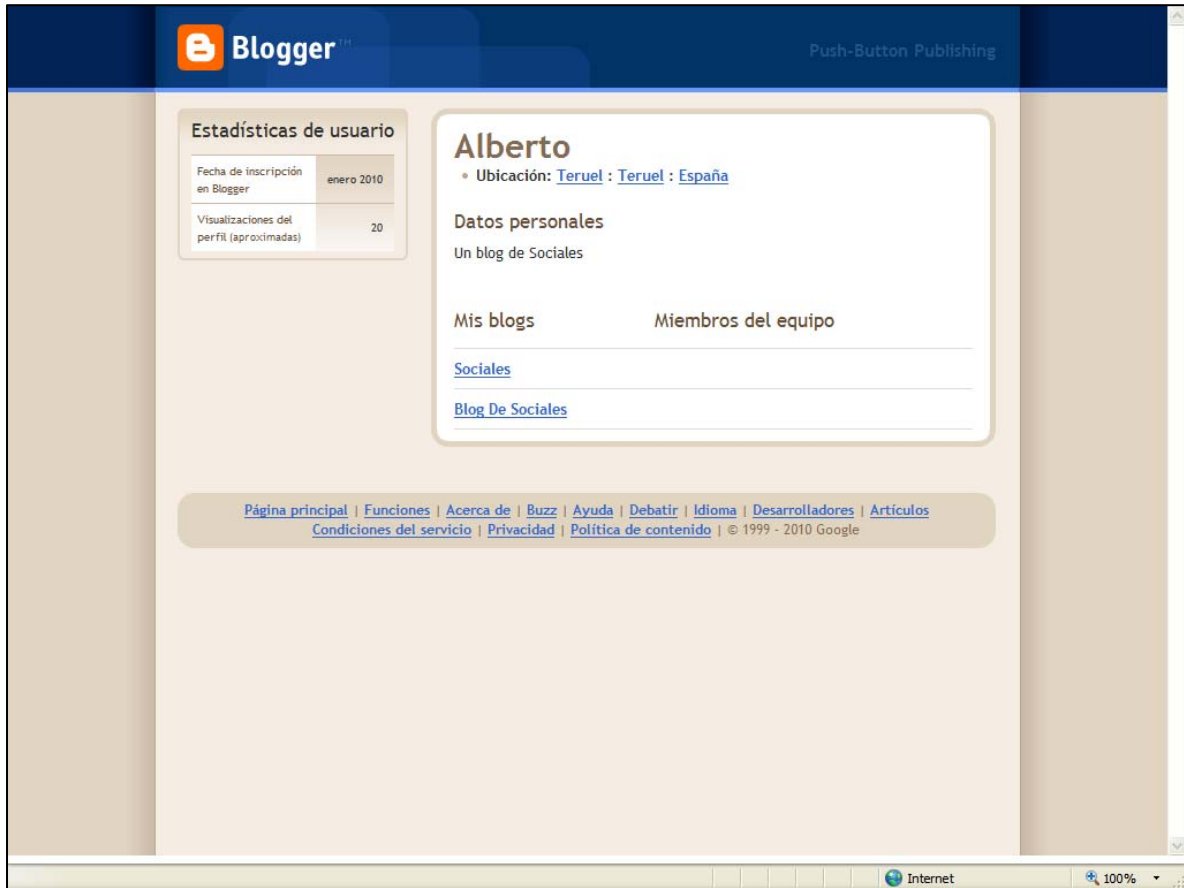 Blogger™
Push-Button Publishing
Estadísticas de usuario
Fecha de inscripción
en Blogger
enero 2010
Visualizaciones del
perfil (aproximadas)
20
Alberto
• Ubicación: Teruel : Teruel : España
Datos personales
Un blog de Sociales
Mis blogs
Miembros del equipo
Sociales
Blog De Sociales
Página principal | Funciones | Acerca de | Buzz | Ayuda | Debatir | Idioma | Desarrolladores | Artículos
Condiciones del servicio | Privacidad | Política de contenido | © 1999 - 2010 Google
Internet
100%